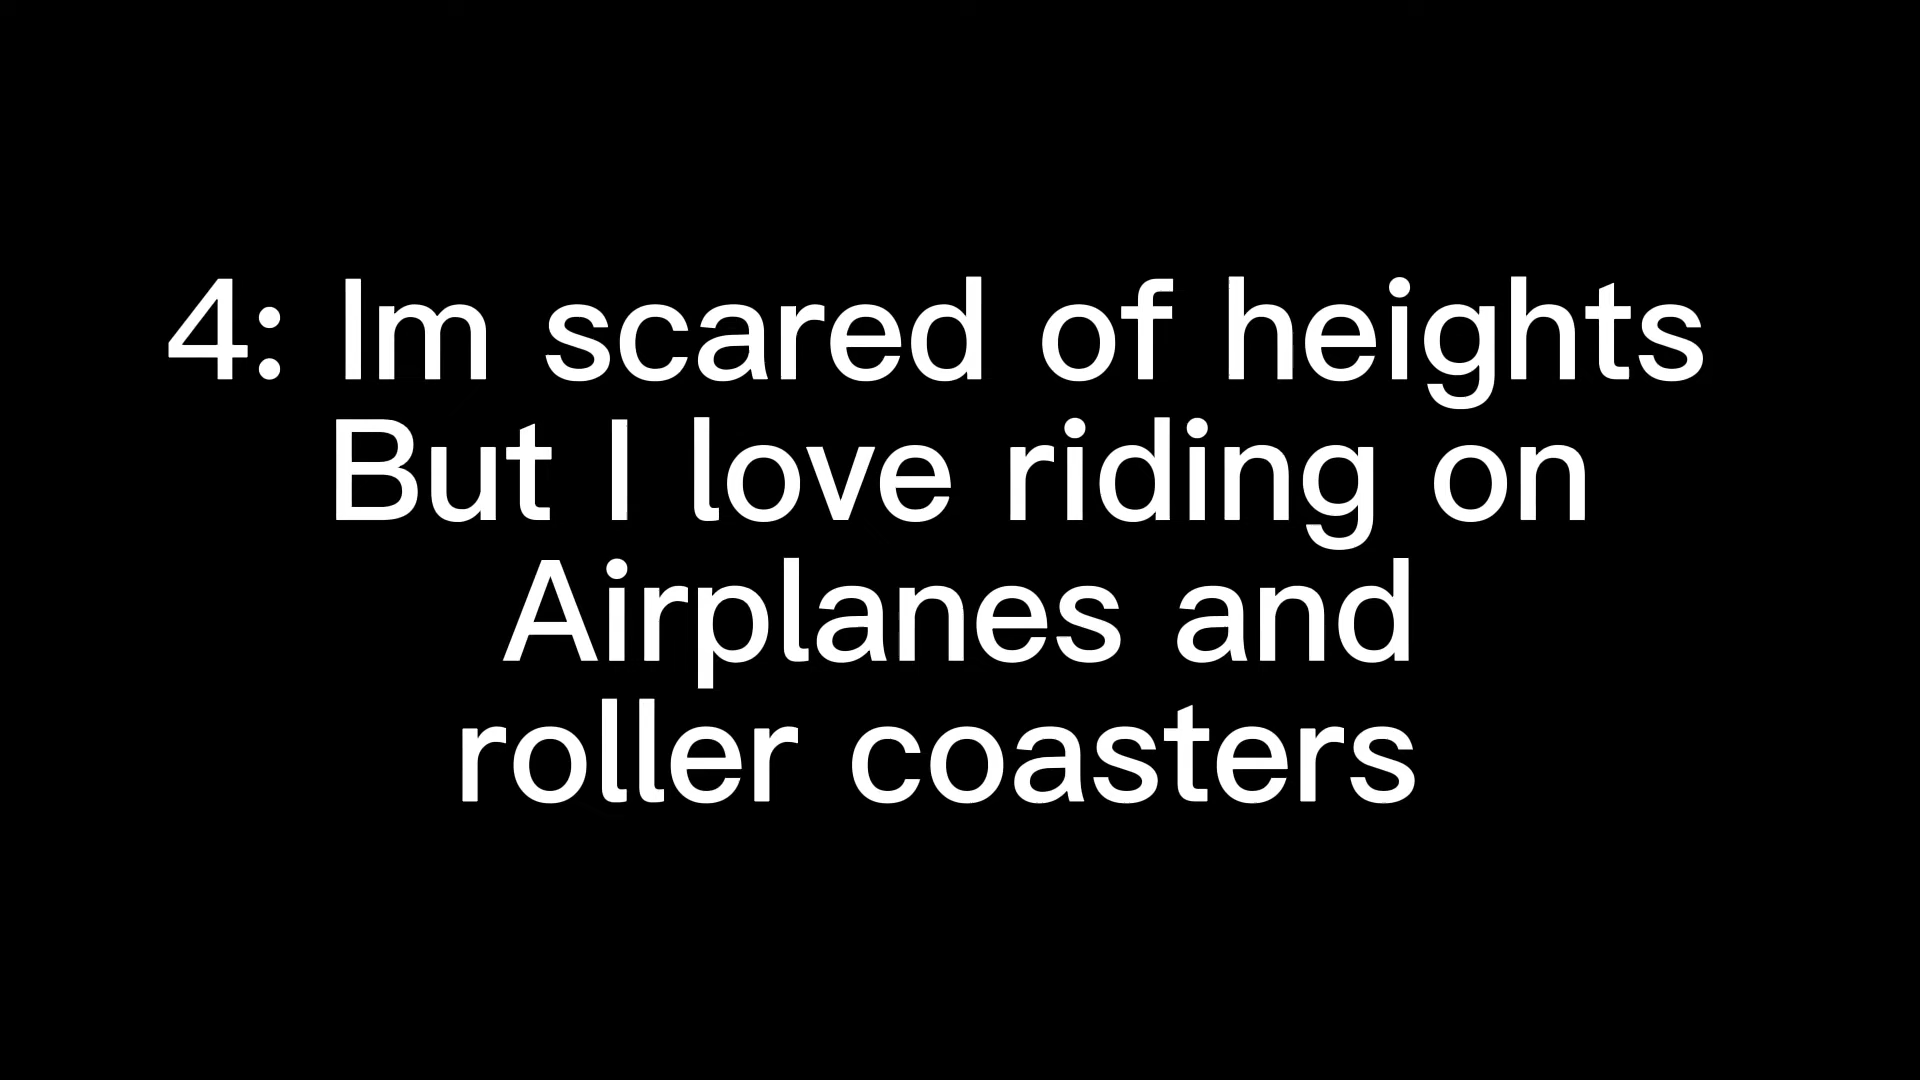 4: Im scared of heights
But I love riding on
Airplanes and
roller coasters